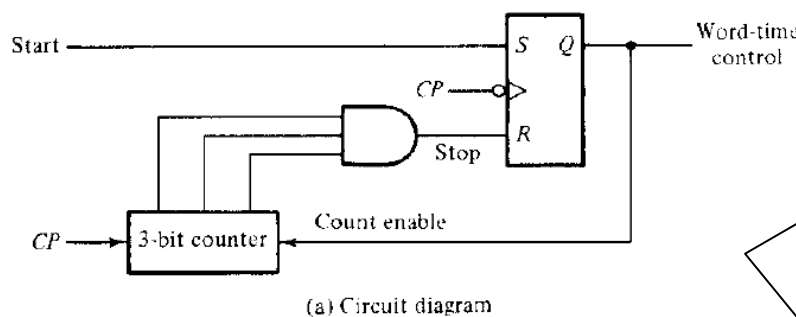 Start
S
Q
Word-time
control
CP
R
Stop
CP
3-bit counter
Count enable
(a) Circuit diagram